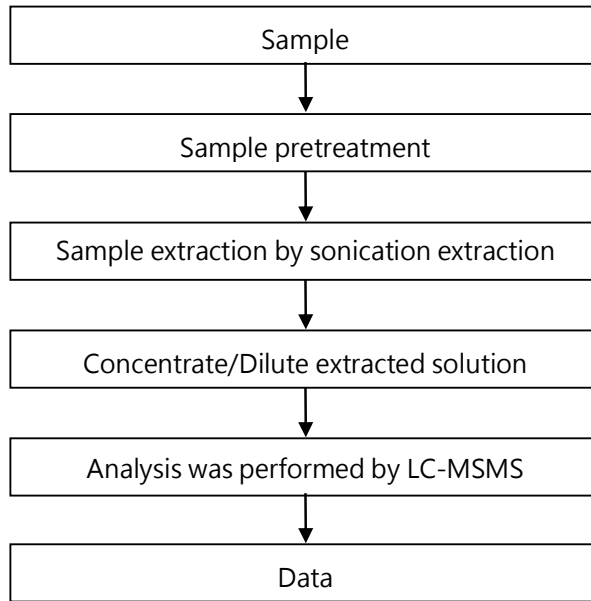 Sample
Sample pretreatment
Sample extraction by sonication extraction
Concentrate/Dilute extracted solution
Analysis was performed by LC-MSMS
Data